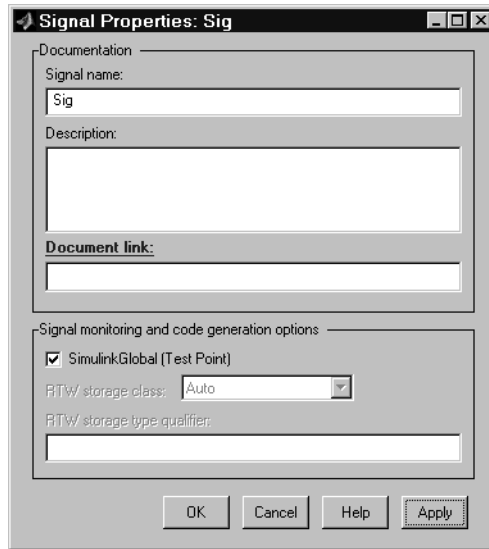 Signal Properties: Sig
Documentation
Signal name:
Sig
Description:
Document link:
Signal monitoring and code generation options
SimulinkGlobal (Test Point)
RTW storage class: Auto
RTW storage type qualifier:
OK Cancel Help Apply